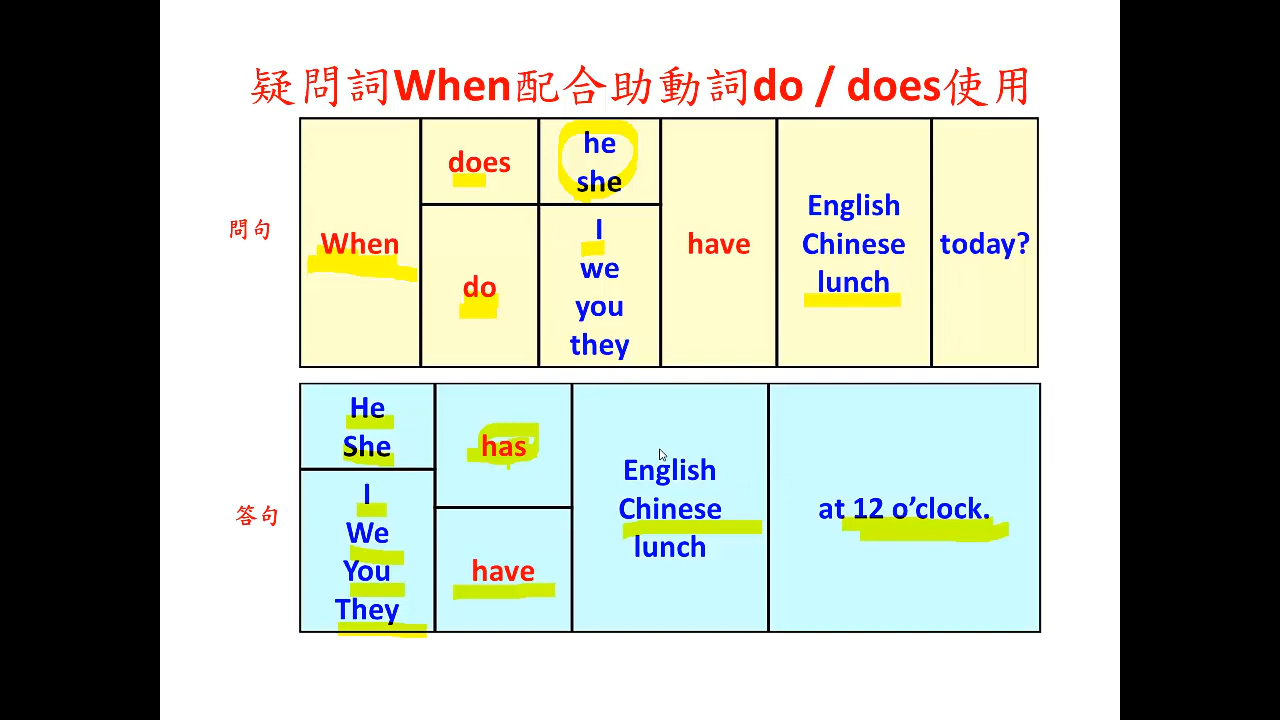 疑問詞When配合助動詞do / does使用
問句
When
does
do
he
she
I
we
you
they
have
English
Chinese
lunch
today?
答句
He
She
I
We
You
They
has
have
English
Chinese
lunch
at 12 o’clock.